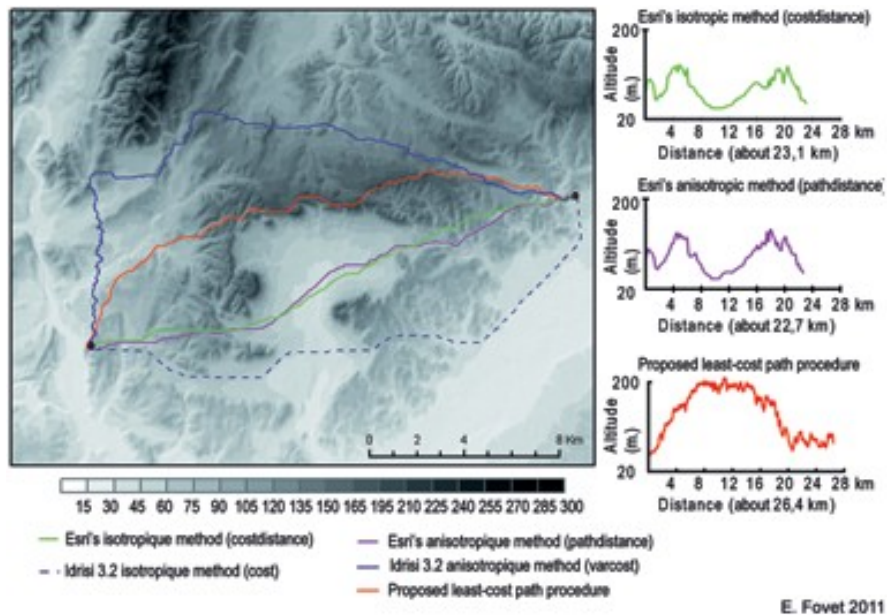 Esri's isotropic method (costdistance)
200
20
Altitude
(m.)
4 8 12 16 20 24 28 km
Distance (about 23,1 km)
Esri's anisotropic method (pathdistance)
200
20
Altitude
(m.)
4 8 12 16 20 24 28 km
Distance (about 22,7 km)
Proposed least-cost path procedure
200
20
Altitude
(m.)
4 8 12 16 20 24 28 km
Distance (about 26,4 km)
0 2 4 8 Km
15 30 45 60 75 90 105 120 135 150 165 180 195 210 225 240 255 270 285 300
Esri's isotropique method (costdistance)
Idrisi 3.2 isotropique method (cost)
Esri's anisotropique method (pathdistance)
Idrisi 3.2 anisotropique method (varcost)
Proposed least-cost path procedure
E. Fovet 2011